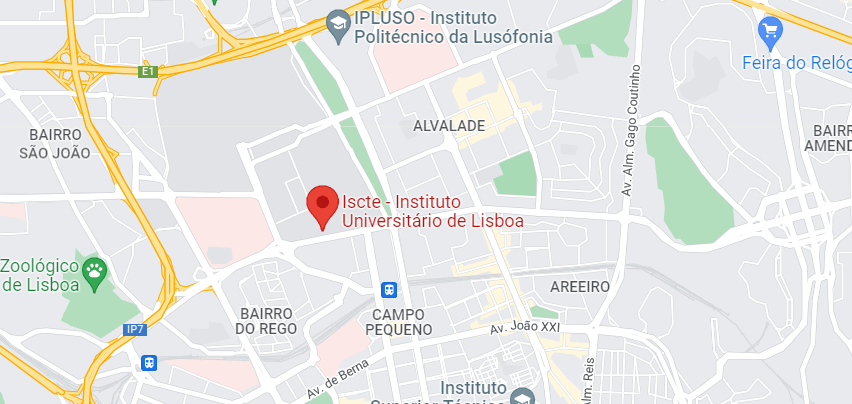 IPLUSO - Instituto
Politécnico da Lusófonia
E1
Feira do Relóg
Av. Alm. Gago Coutinho
BAIRRO
SÃO JOÃO
ALVALADE
BAIRR
AMEND
Iscte - Instituto
Universitário de Lisboa
Zoológico
de Lisboa
AREEIRO
BAIRRO
DO REGO
CAMPO
PEQUENO
IP7
Av. João XXI
Av. de Berna
Alm. Reis
Instituto
Superior Técnico